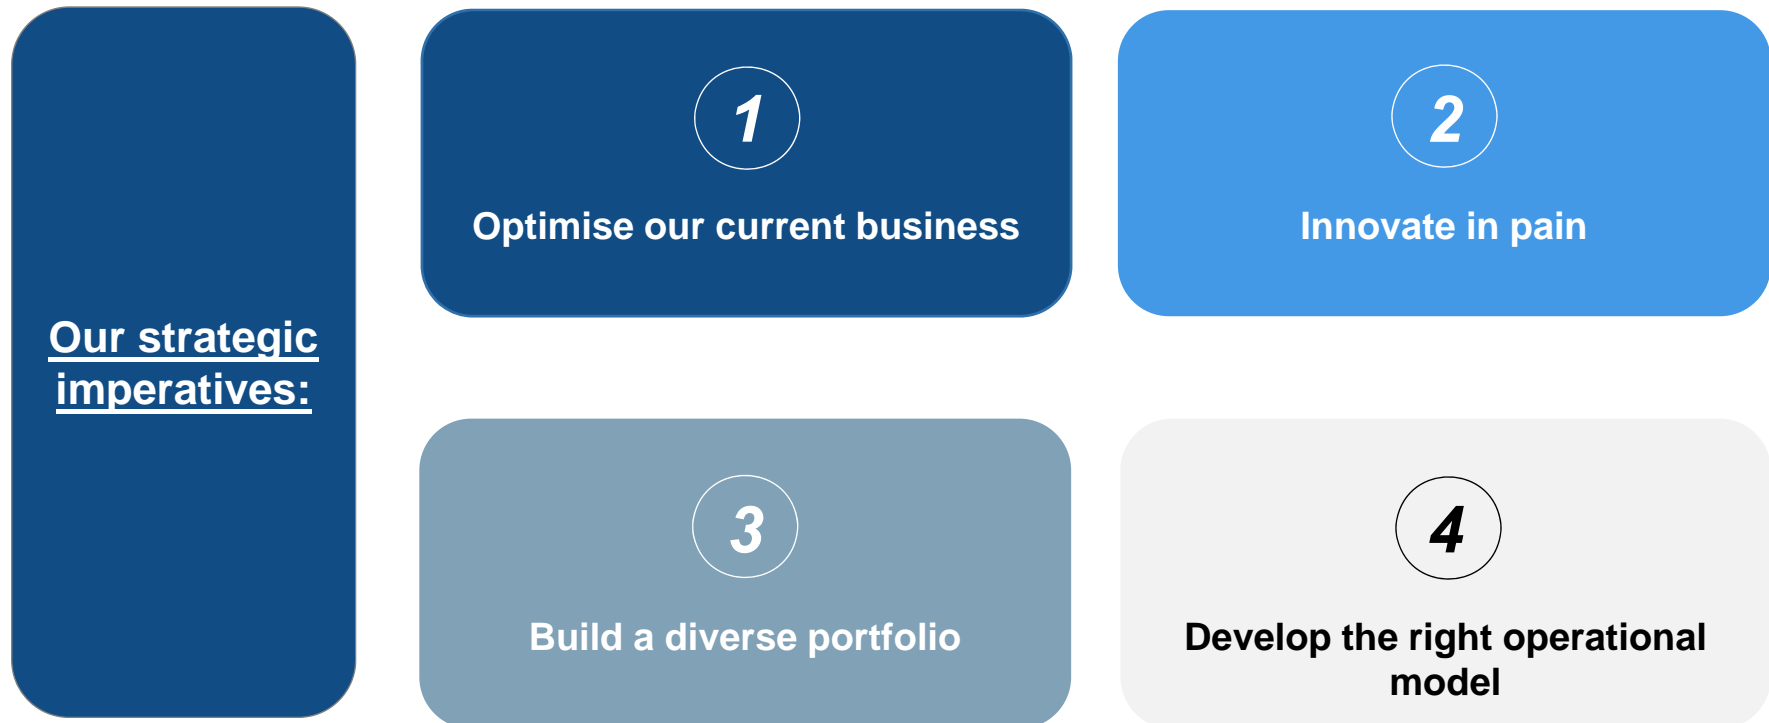 Our strategic
imperatives:
1
Optimise our current business
2
Innovate in pain
3
Build a diverse portfolio
4
Develop the right operational
model